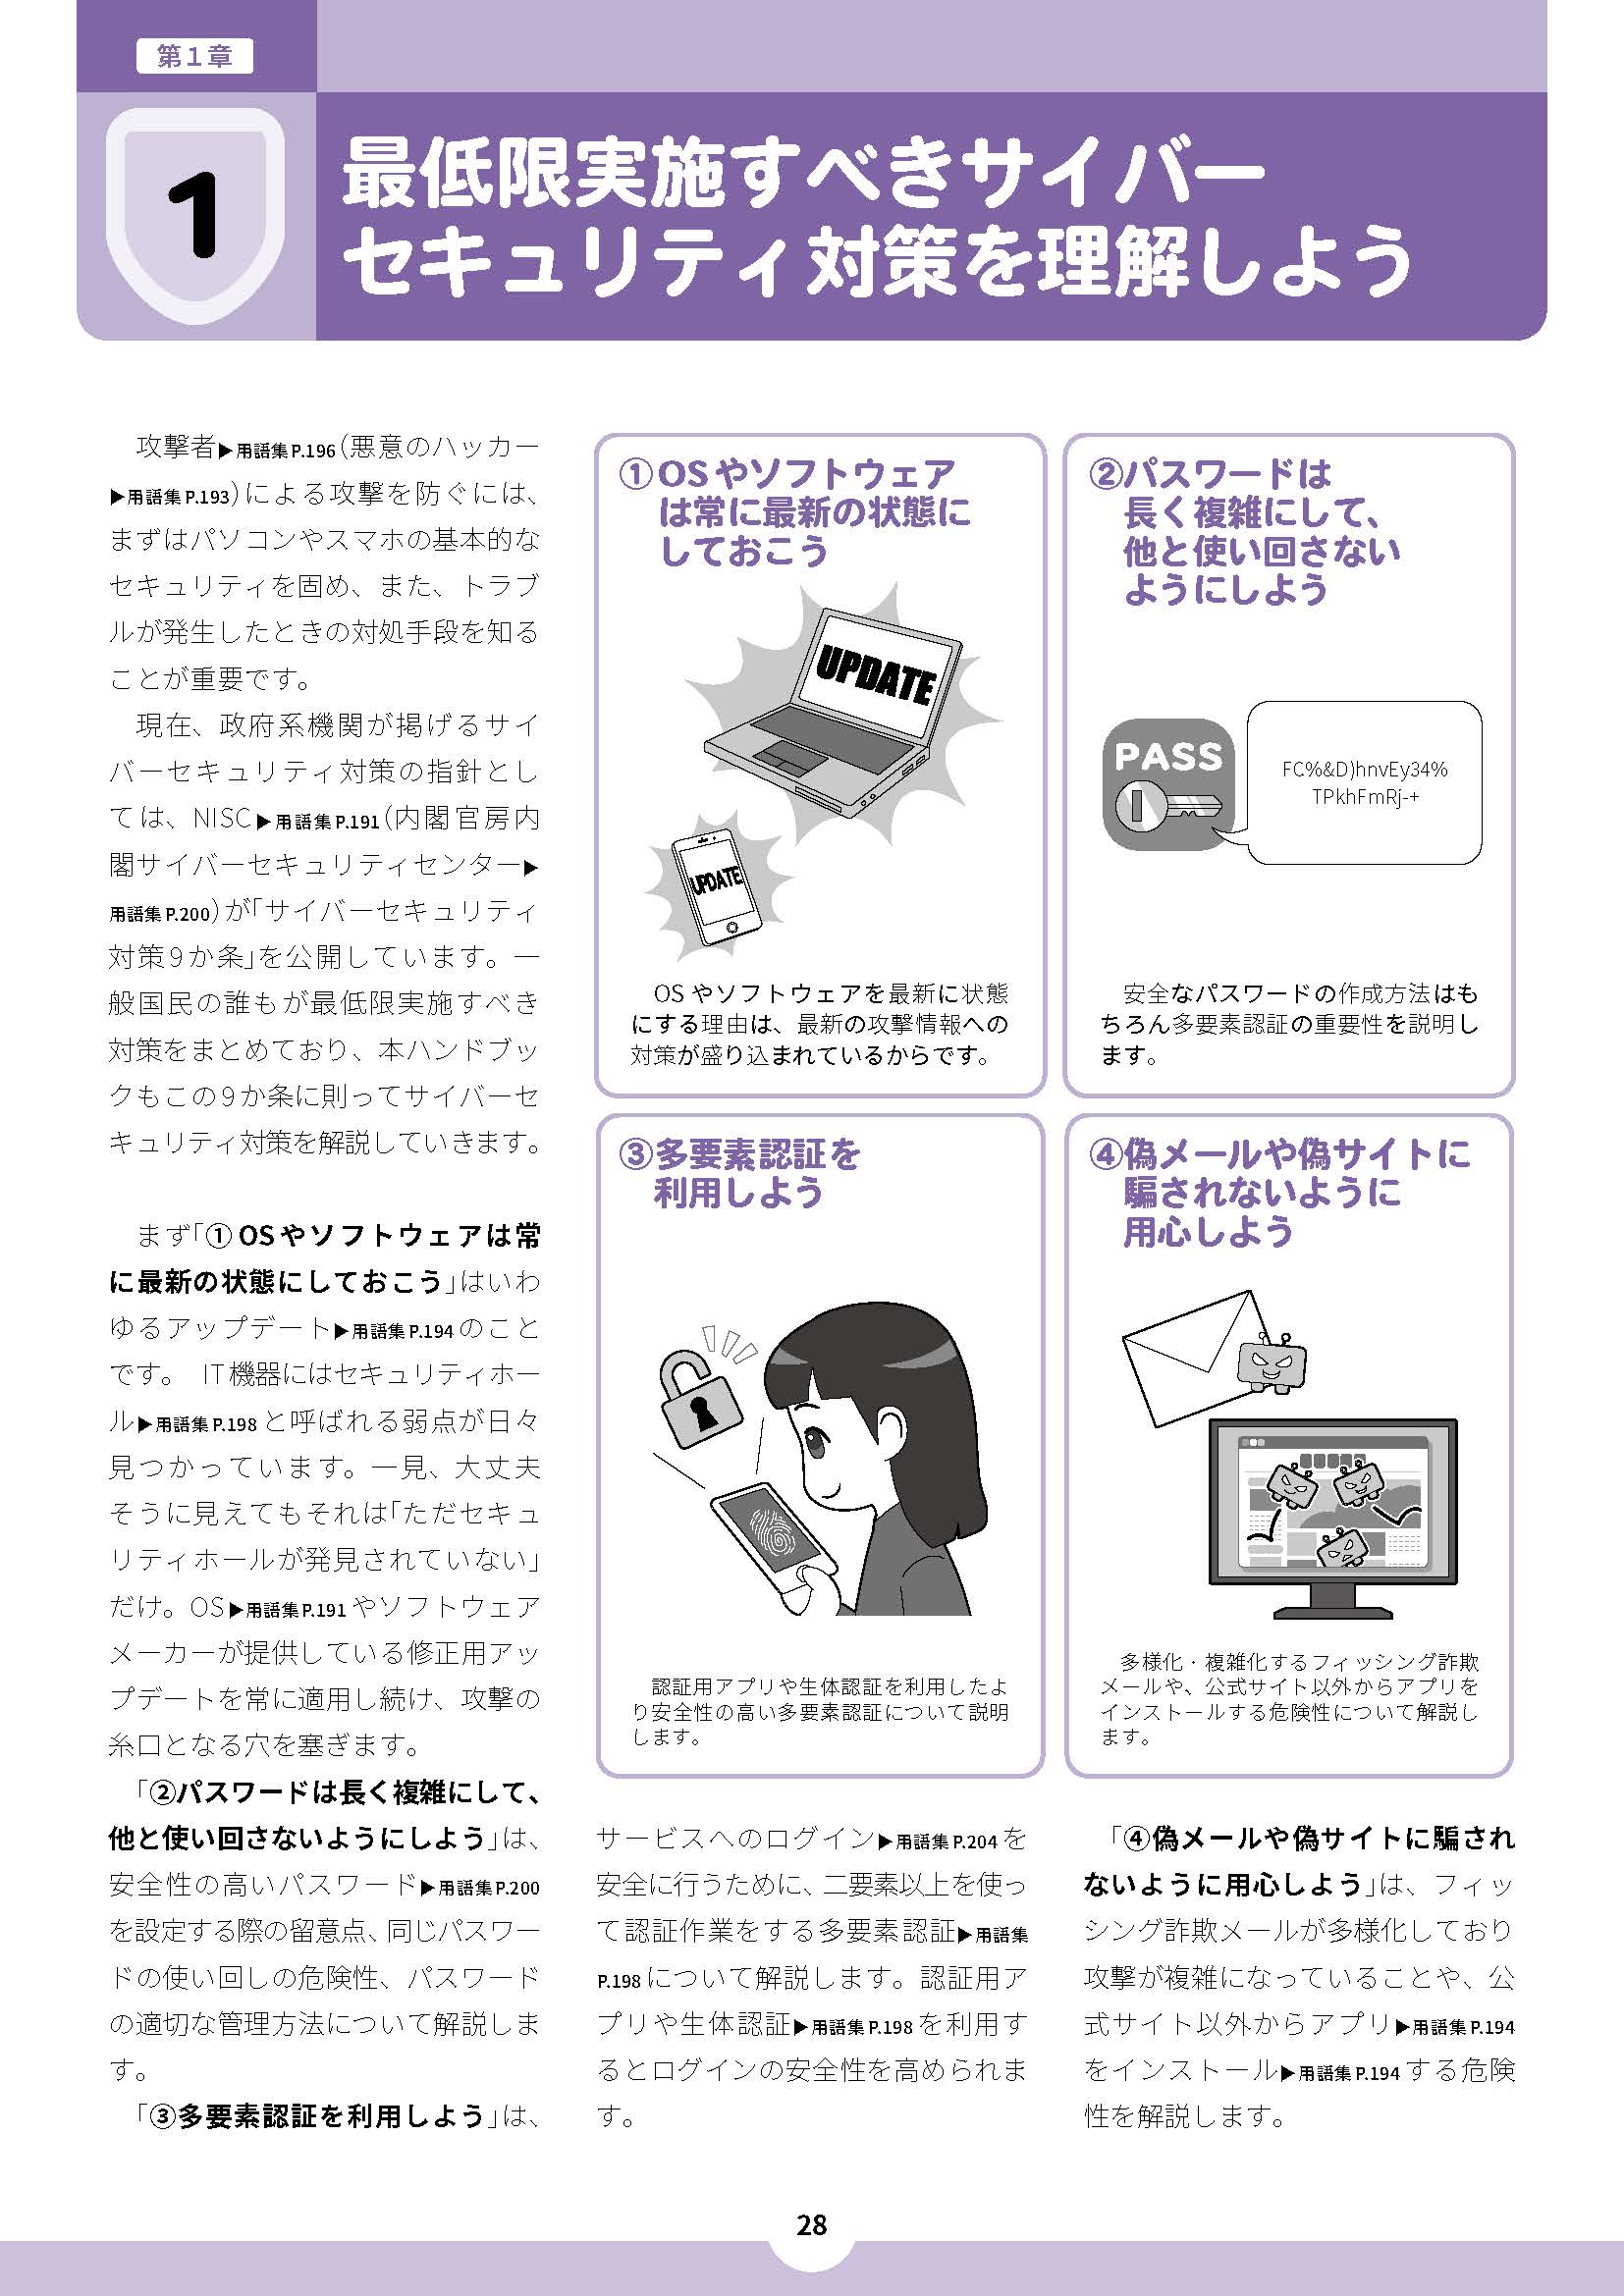 第1章
1
最低限実施すべきサイバー
セキュリティ対策を理解しよう
攻撃者▶用語集P.196(悪意のハッカー
▶用語集P.193)による攻撃を防ぐには、
まずはパソコンやスマホの基本的な
セキュリティを固め、また、トラブ
ルが発生したときの対処手段を知る
ことが重要です。
現在、政府系機関が掲げるサイ
バーセキュリティ対策の指針とし
ては、NISC▶用語集P.191(内閣官房内
閣サイバーセキュリティセンター▶
用語集P.200)が「サイバーセキュリティ
対策9か条」を公開しています。一
般国民の誰もが最低限実施すべき
対策をまとめており、本ハンドブッ
クもこの9か条に則ってサイバーセ
キュリティ対策を解説していきます。
まず「①OSやソフトウェアは常
に最新の状態にしておこう」はいわ
ゆるアップデート▶用語集P.194のこと
です。 IT機器にはセキュリティホー
ル▶用語集P.198と呼ばれる弱点が日々
見つかっています。一見、大丈夫
そうに見えてもそれは「ただセキュ
リティホールが発見されていない」
だけ。OS▶用語集P.191やソフトウェア
メーカーが提供している修正用アッ
プデートを常に適用し続け、攻撃の
糸口となる穴を塞ぎます。
「②パスワードは長く複雑にして、
他と使い回さないようにしよう」は、
安全性の高いパスワード▶用語集P.200
を設定する際の留意点、同じパスワー
ドの使い回しの危険性、パスワード
の適切な管理方法について解説しま
す。
「③多要素認証を利用しよう」は、
①OSやソフトウェア
は常に最新の状態に
しておこう
UPDATE
UPDATE
OSやソフトウェアを最新に状態
にする理由は、最新の攻撃情報への
対策が盛り込まれているからです。
②パスワードは
長く複雑にして、
他と使い回さない
ようにしよう
PASS
FC%&D)hnvEy34%
TPkhFmRj-+
安全なパスワードの作成方法はも
ちろん多要素認証の重要性を説明し
ます。
③多要素認証を
利用しよう
認証用アプリや生体認証を利用したよ
り安全性の高い多要素認証について説明
します。
④偽メールや偽サイトに
騙されないように
用心しよう
多様化・複雑化するフィッシング詐欺
メールや、公式サイト以外からアプリを
インストールする危険性について解説し
ます。
サービスへのログイン▶用語集P.204を
安全に行うために、二要素以上を使っ
て認証作業をする多要素認証▶用語集
P.198について解説します。認証用ア
プリや生体認証▶用語集P.198を利用す
るとログインの安全性を高められま
す。
「④偽メールや偽サイトに騙され
ないように用心しよう」は、フィッ
シング詐欺メールが多様化しており
攻撃が複雑になっていることや、公
式サイト以外からアプリ▶用語集P.194
をインストール▶用語集P.194する危険
性を解説します。
28